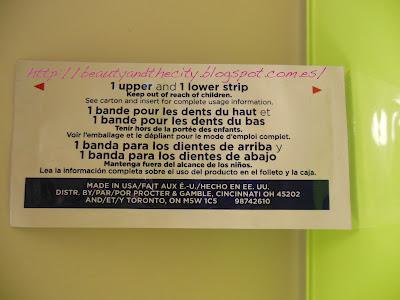 http://beautyandthecity.blogspot.com.es/
1 upper and 1 lower strip
Keep out of reach of children.
See carton and insert for complete usage information.
1 bande pour les dents du haut et
1 bande pour les dents du bas
Tenir hors de la portée des enfants.
Voir l'emballage et le dépliant pour le mode d'emploi complet.
1 banda para los dientes de arriba y
1 banda para los dientes de abajo
Mantenga fuera del alcance de los niños.
Lea la información completa sobre el uso del producto en el folleto y la caja.
MADE IN USA/FAIT AUX É.-U./HECHO EN EE. UU.
DISTR. BY/PAR/POR PROCTER & GAMBLE, CINCINNATI OH 45202
AND/ET/Y TORONTO, ON M5W 1C5 98742610